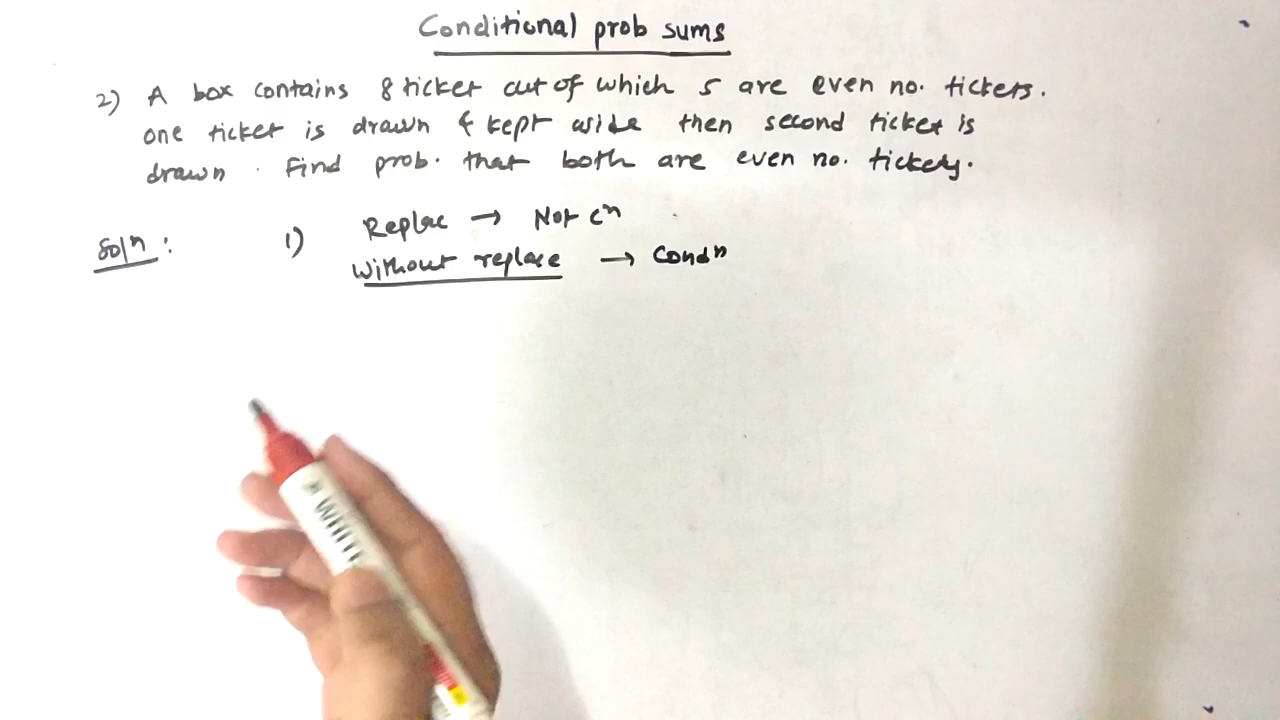 Conditional prob sums
2) A box contains 8 ticket out of which 5 are even no. tickets.
one ticket is drawn & kept aside then second ticket is
drawn. Find prob. that both are even no. tickets.
Solⁿ: 1) Replac → Not cⁿ
without replace → Condⁿ
WHITE